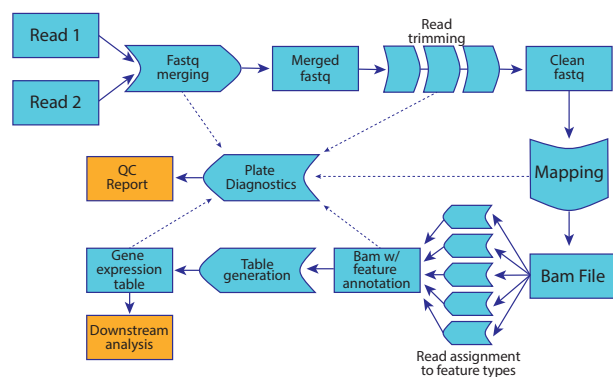 Read 1
Read 2
Fastq
merging
Merged
fastq
Read
trimming
Clean
fastq
Mapping
QC
Report
Plate
Diagnostics
Gene
expression
table
Table
generation
Bam w/
feature
annotation
Bam File
Downstream
analysis
Read assignment
to feature types